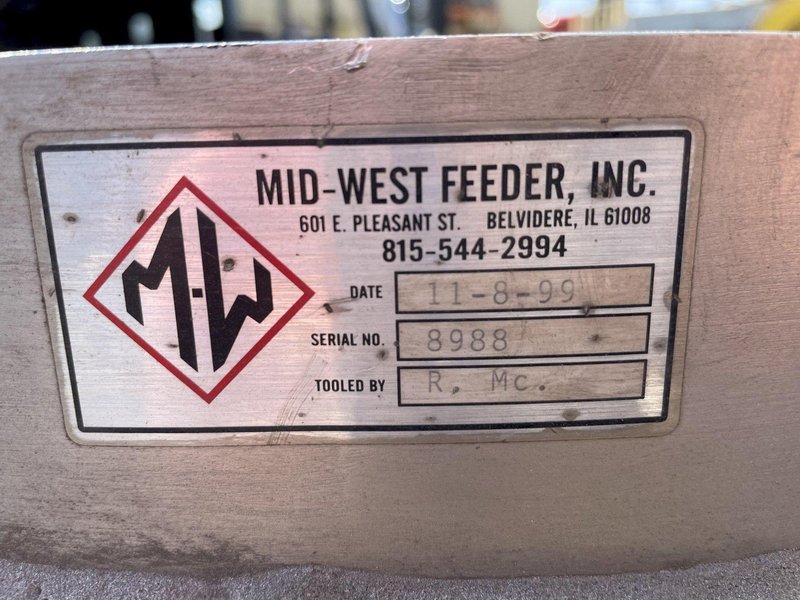 M-W
MID-WEST FEEDER, INC.
601 E. PLEASANT ST. BELVIDERE, IL 61008
815-544-2994
DATE 11-8-99
SERIAL NO. 8988
TOOLED BY R. Mc.